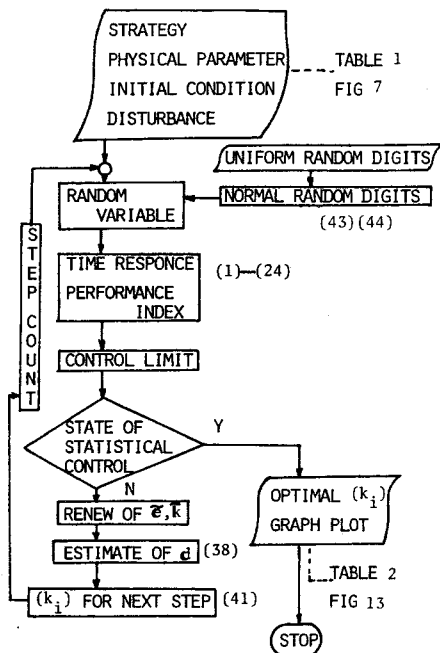 STRATEGY
PHYSICAL PARAMETER
INITIAL CONDITION
DISTURBANCE
TABLE 1
FIG 7
UNIFORM RANDOM DIGITS
NORMAL RANDOM DIGITS
(43)(44)
RANDOM
VARIABLE
STEP COUNT
TIME RESPONCE
PERFORMANCE
INDEX
(1)—(24)
CONTROL LIMIT
STATE OF
STATISTICAL
CONTROL
Y
N
OPTIMAL (k_i)
GRAPH PLOT
RENEW OF c̄, k̄
ESTIMATE OF d (38)
(k_i) FOR NEXT STEP (41)
TABLE 2
FIG 13
STOP